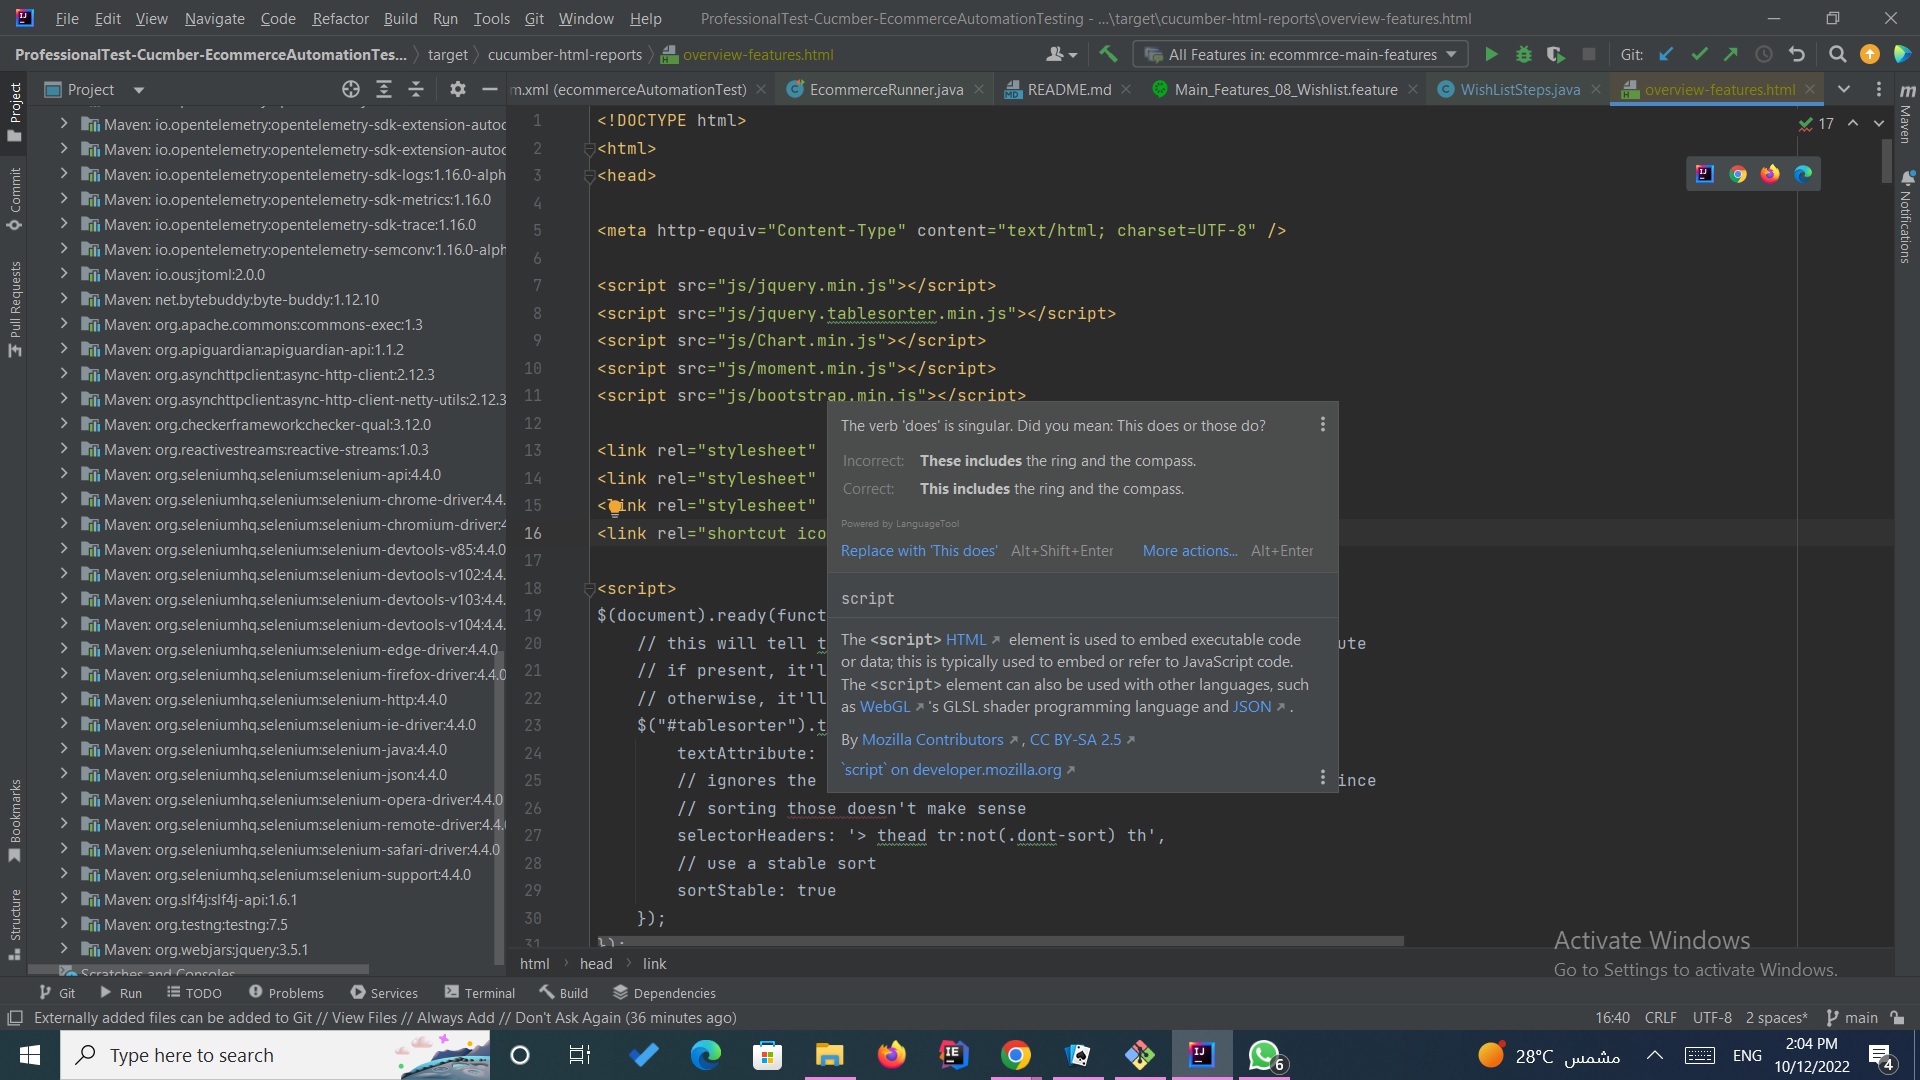 File Edit View Navigate Code Refactor Build Run Tools Git Window Help ProfessionalTest-Cucmber-EcommerceAutomationTesting - ...\target\cucumber-html-reports\overview-features.html
ProfessionalTest-Cucmber-EcommerceAutomationTes... target cucumber-html-reports overview-features.html All Features in: ecommrce-main-features Git:
Project m.xml (ecommerceAutomationTest) EcommerceRunner.java README.md Main_Features_08_Wishlist.feature WishListSteps.java overview-features.html
Project
Commit
Pull Requests
Bookmarks
Structure
Maven: io.opentelemetry:opentelemetry-sdk-extension-autoc
Maven: io.opentelemetry:opentelemetry-sdk-extension-autoc
Maven: io.opentelemetry:opentelemetry-sdk-logs:1.16.0-alph
Maven: io.opentelemetry:opentelemetry-sdk-metrics:1.16.0
Maven: io.opentelemetry:opentelemetry-sdk-trace:1.16.0
Maven: io.opentelemetry:opentelemetry-semconv:1.16.0-alph
Maven: io.ous:jtoml:2.0.0
Maven: net.bytebuddy:byte-buddy:1.12.10
Maven: org.apache.commons:commons-exec:1.3
Maven: org.apiguardian:apiguardian-api:1.1.2
Maven: org.asynchttpclient:async-http-client:2.12.3
Maven: org.asynchttpclient:async-http-client-netty-utils:2.12.3
Maven: org.checkerframework:checker-qual:3.12.0
Maven: org.reactivestreams:reactive-streams:1.0.3
Maven: org.seleniumhq.selenium:selenium-api:4.4.0
Maven: org.seleniumhq.selenium:selenium-chrome-driver:4.4.
Maven: org.seleniumhq.selenium:selenium-chromium-driver:4
Maven: org.seleniumhq.selenium:selenium-devtools-v85:4.4.0
Maven: org.seleniumhq.selenium:selenium-devtools-v102:4.4.
Maven: org.seleniumhq.selenium:selenium-devtools-v103:4.4.
Maven: org.seleniumhq.selenium:selenium-devtools-v104:4.4.
Maven: org.seleniumhq.selenium:selenium-edge-driver:4.4.0
Maven: org.seleniumhq.selenium:selenium-firefox-driver:4.4.0
Maven: org.seleniumhq.selenium:selenium-http:4.4.0
Maven: org.seleniumhq.selenium:selenium-ie-driver:4.4.0
Maven: org.seleniumhq.selenium:selenium-java:4.4.0
Maven: org.seleniumhq.selenium:selenium-json:4.4.0
Maven: org.seleniumhq.selenium:selenium-opera-driver:4.4.0
Maven: org.seleniumhq.selenium:selenium-remote-driver:4.4.
Maven: org.seleniumhq.selenium:selenium-safari-driver:4.4.0
Maven: org.seleniumhq.selenium:selenium-support:4.4.0
Maven: org.slf4j:slf4j-api:1.6.1
Maven: org.testng:testng:7.5
Maven: org.webjars:jquery:3.5.1
Scratches and Consoles
1 <!DOCTYPE html>
2 <html>
3 <head>
4
5 <meta http-equiv="Content-Type" content="text/html; charset=UTF-8" />
6
7 <script src="js/jquery.min.js"></script>
8 <script src="js/jquery.tablesorter.min.js"></script>
9 <script src="js/Chart.min.js"></script>
10 <script src="js/moment.min.js"></script>
11 <script src="js/bootstrap.min.js"></script>
12
13 <link rel="stylesheet"
14 <link rel="stylesheet"
15 <link rel="stylesheet"
16 <link rel="shortcut ico
17
18 <script>
19 $(document).ready(funct
20 // this will tell t ute
21 // if present, it'l
22 // otherwise, it'll
23 $("#tablesorter").t
24 textAttribute:
25 // ignores the ince
26 // sorting those doesn't make sense
27 selectorHeaders: '> thead tr:not(.dont-sort) th',
28 // use a stable sort
29 sortStable: true
30 });
31 });
17
The verb 'does' is singular. Did you mean: This does or those do?
Incorrect: These includes the ring and the compass.
Correct: This includes the ring and the compass.
Powered by LanguageTool
Replace with 'This does' Alt+Shift+Enter More actions... Alt+Enter
script
The <script> HTML element is used to embed executable code
or data; this is typically used to embed or refer to JavaScript code.
The <script> element can also be used with other languages, such
as WebGL 's GLSL shader programming language and JSON .
By Mozilla Contributors , CC BY-SA 2.5
`script` on developer.mozilla.org
Maven
Notifications
Activate Windows
Go to Settings to activate Windows.
html head link
Git Run TODO Problems Services Terminal Build Dependencies
Externally added files can be added to Git // View Files // Always Add // Don't Ask Again (36 minutes ago) 16:40 CRLF UTF-8 2 spaces* main
Type here to search 6 28°C مشمس ENG 2:04 PM
10/12/2022 4